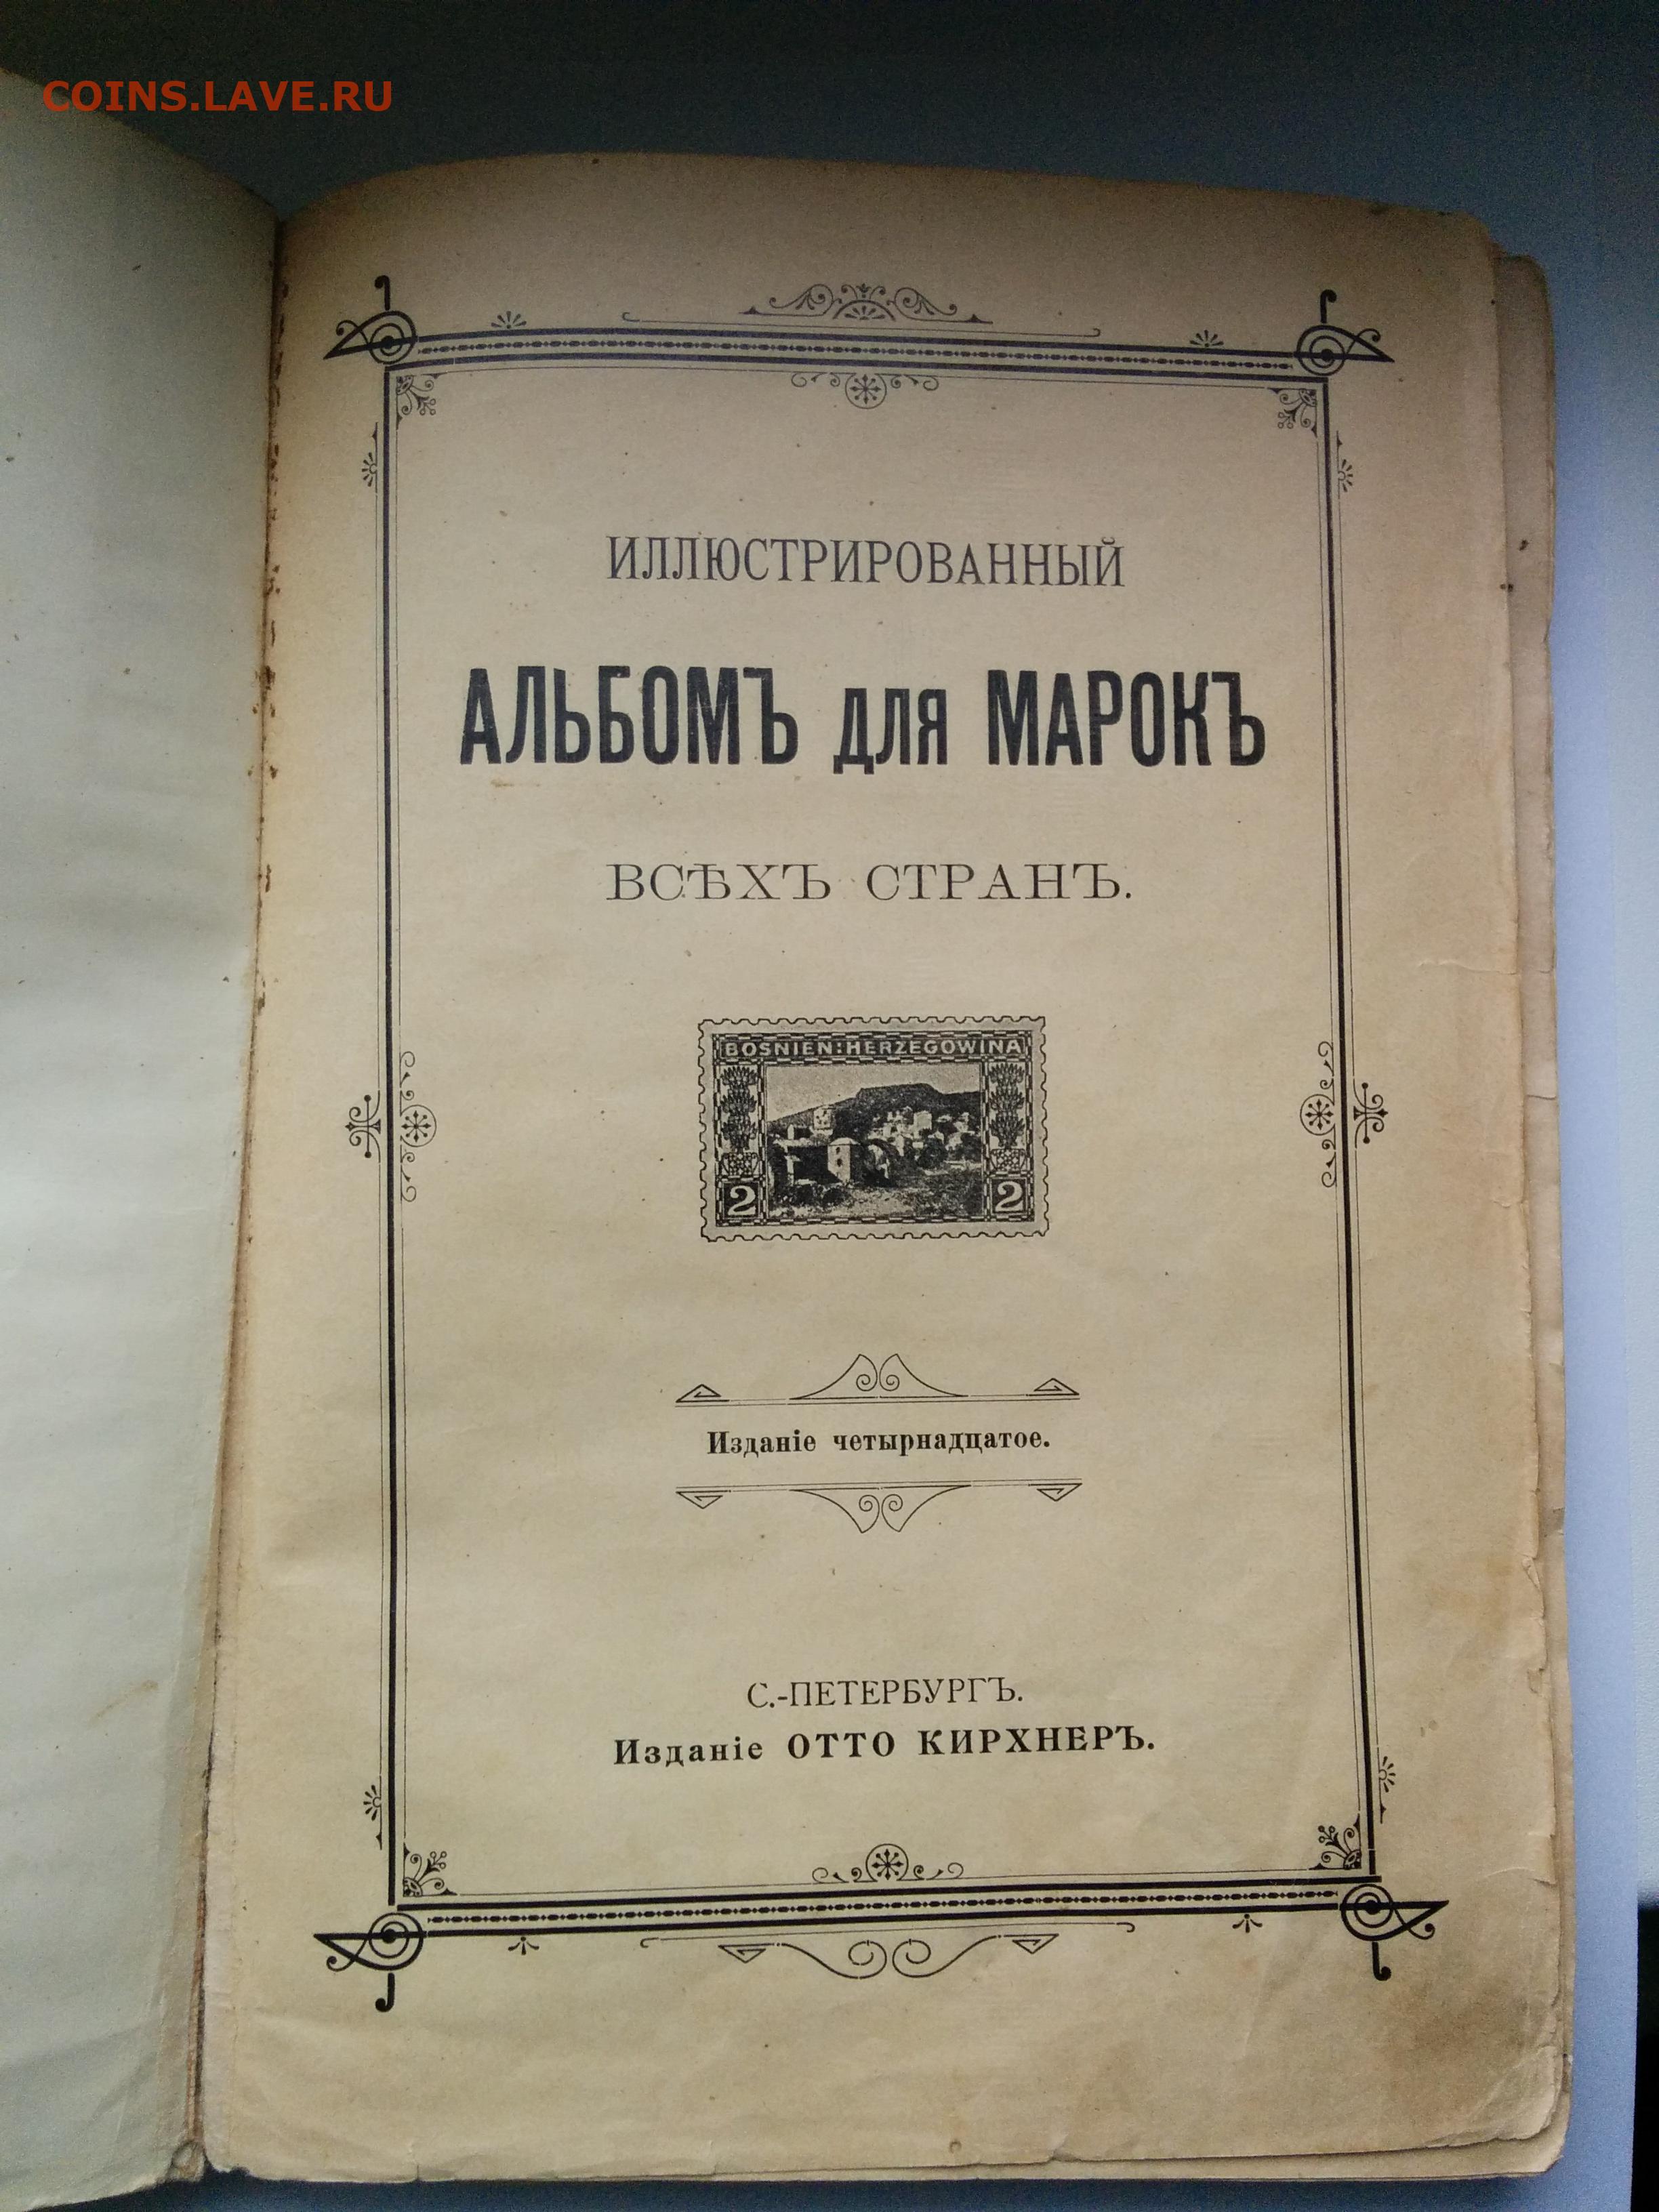 COINS.LAVE.RU
ИЛЛЮСТРИРОВАННЫЙ
АЛЬБОМЪ для МАРОКЪ
ВСѢХЪ СТРАНЪ.
BOSNIEN:HERZEGOWINA
2 2
Изданіе четырнадцатое.
С.-ПЕТЕРБУРГЪ.
Изданіе ОТТО КИРХНЕРЪ.